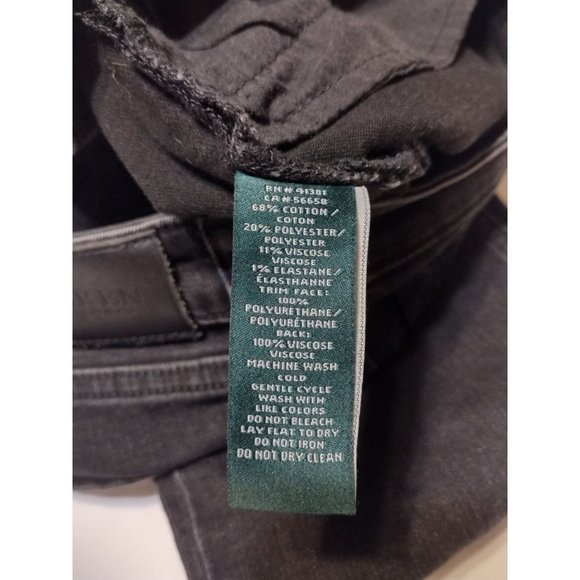 RN # 41381
CA # 56658
68% COTTON /
COTON
20% POLYESTER/
POLYESTER
11% VISCOSE
VISCOSE
1% ELASTANE/
ÉLASTHANNE
TRIM FACE:
100%
POLYURETHANE/
POLYURÉTHANE
BACK:
100% VISCOSE
VISCOSE
MACHINE WASH
COLD
GENTLE CYCLE
WASH WITH
LIKE COLORS
DO NOT BLEACH
LAY FLAT TO DRY
DO NOT IRON
DO NOT DRY CLEAN